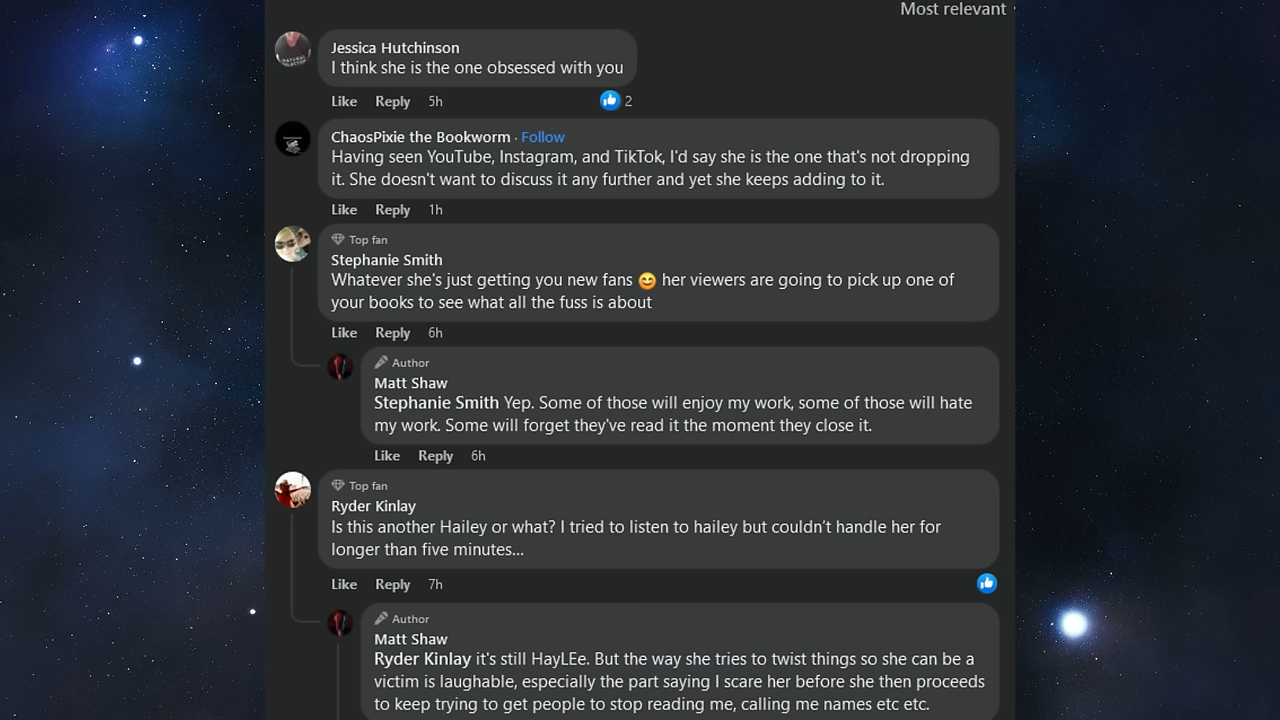 Most relevant
Jessica Hutchinson
I think she is the one obsessed with you
Like Reply 5h 2
ChaosPixie the Bookworm · Follow
Having seen YouTube, Instagram, and TikTok, I'd say she is the one that's not dropping
it. She doesn't want to discuss it any further and yet she keeps adding to it.
Like Reply 1h
Top fan
Stephanie Smith
Whatever she's just getting you new fans 😊 her viewers are going to pick up one of
your books to see what all the fuss is about
Like Reply 6h
Author
Matt Shaw
Stephanie Smith Yep. Some of those will enjoy my work, some of those will hate
my work. Some will forget they've read it the moment they close it.
Like Reply 6h
Top fan
Ryder Kinlay
Is this another Hailey or what? I tried to listen to hailey but couldn’t handle her for
longer than five minutes...
Like Reply 7h
Author
Matt Shaw
Ryder Kinlay it's still HayLEe. But the way she tries to twist things so she can be a
victim is laughable, especially the part saying I scare her before she then proceeds
to keep trying to get people to stop reading me, calling me names etc etc.